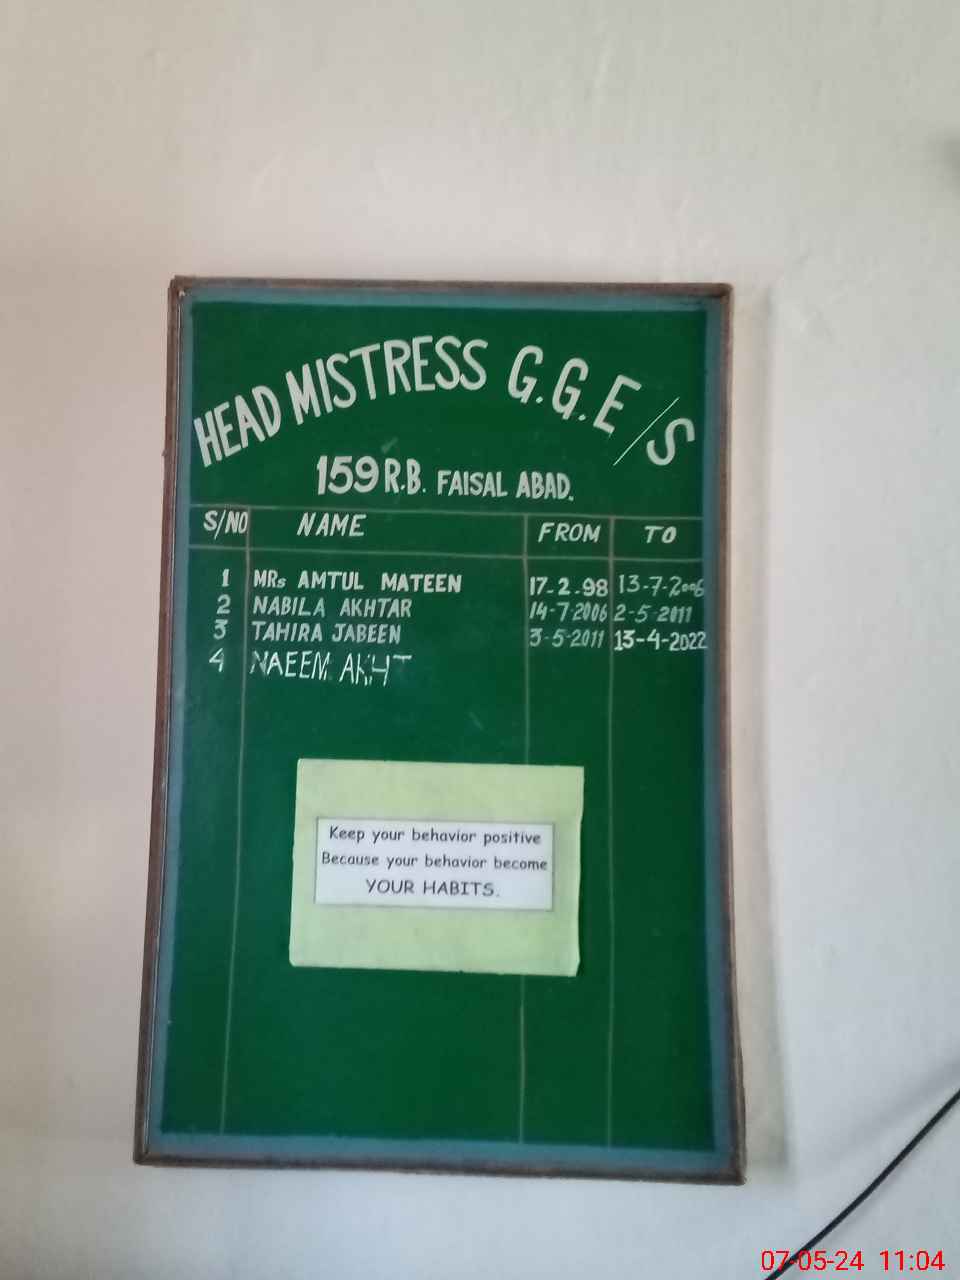 HEAD MISTRESS G.G.E/S
159 R.B. FAISAL ABAD.
S/NO NAME FROM TO
1 MRs AMTUL MATEEN 17-2-98 13-7-2006
2 NABILA AKHTAR 14-7-2006 2-5-2011
3 TAHIRA JABEEN 3-5-2011 13-4-2022
4 NAEEM AKHT
Keep your behavior positive
Because your behavior become
YOUR HABITS.
07-05-24 11:04